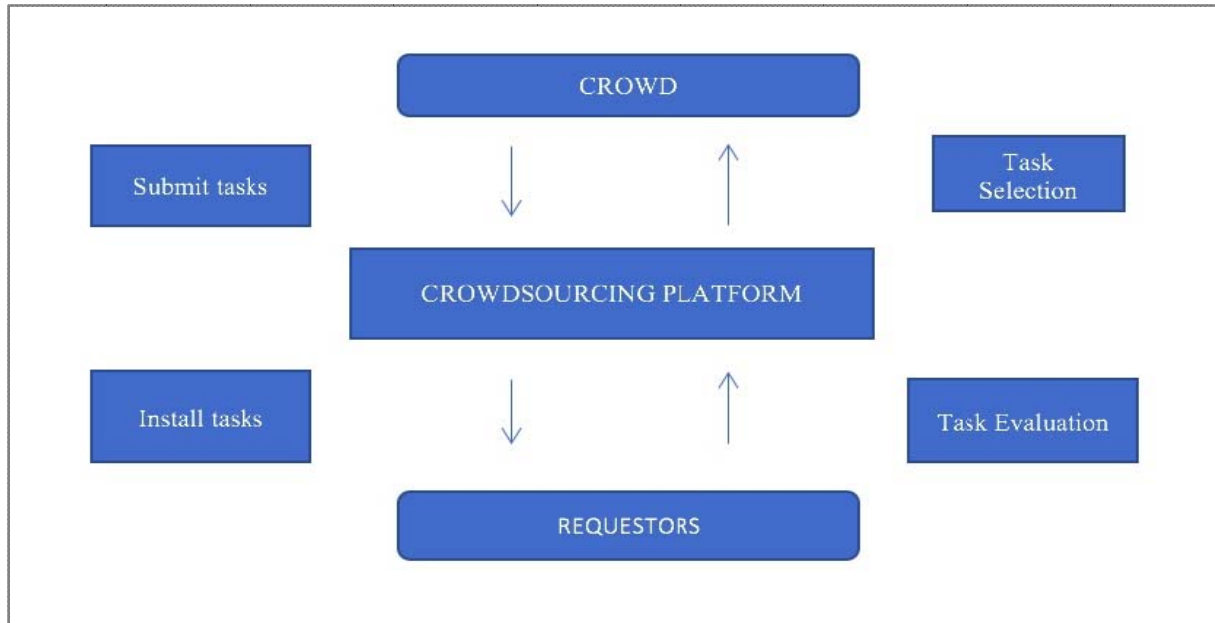 CROWD
Submit tasks
Task
Selection
CROWDSOURCING PLATFORM
Install tasks
Task Evaluation
REQUESTORS